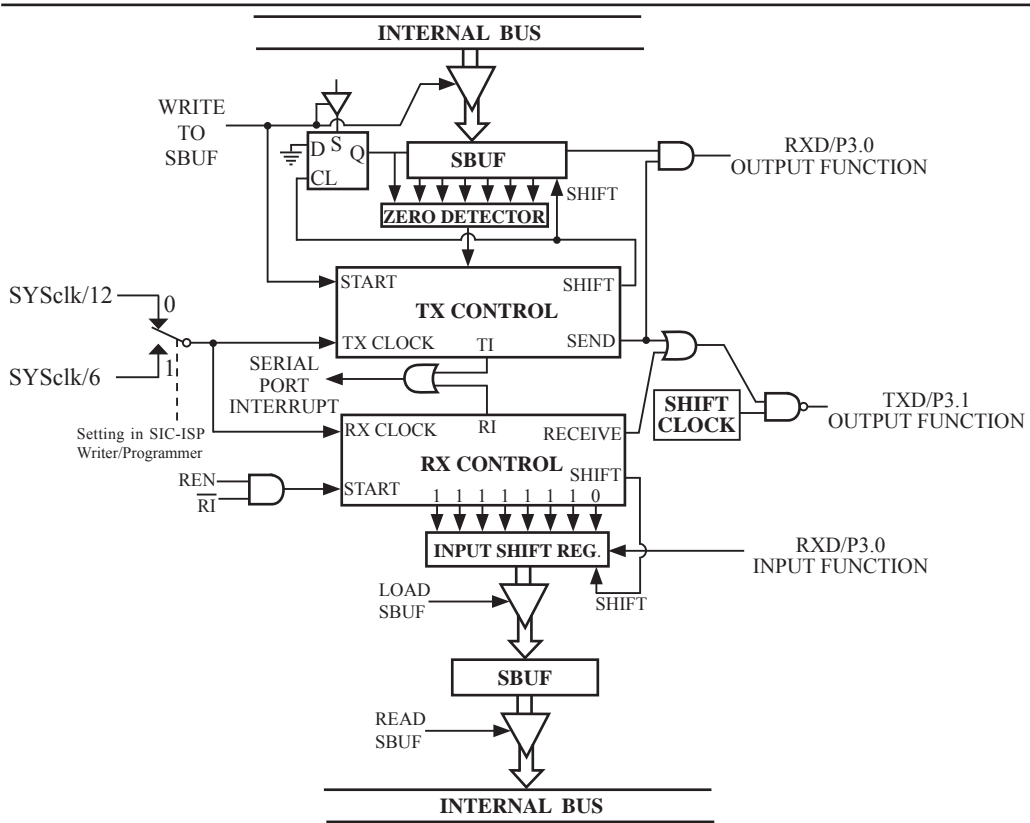 INTERNAL BUS
WRITE
TO
SBUF
S
D
Q
CL
SBUF
RXD/P3.0
OUTPUT FUNCTION
SHIFT
ZERO DETECTOR
START
SHIFT
TX CONTROL
SYSclk/12
0
TX CLOCK
TI
SEND
SYSclk/6
1
SERIAL
PORT
INTERRUPT
SHIFT
CLOCK
TXD/P3.1
OUTPUT FUNCTION
Setting in SIC-ISP
Writer/Programmer
RX CLOCK
RI
RECEIVE
RX CONTROL
SHIFT
REN
RI
START
1 1 1 1 1 1 1 0
INPUT SHIFT REG.
RXD/P3.0
INPUT FUNCTION
LOAD
SBUF
SHIFT
SBUF
READ
SBUF
INTERNAL BUS